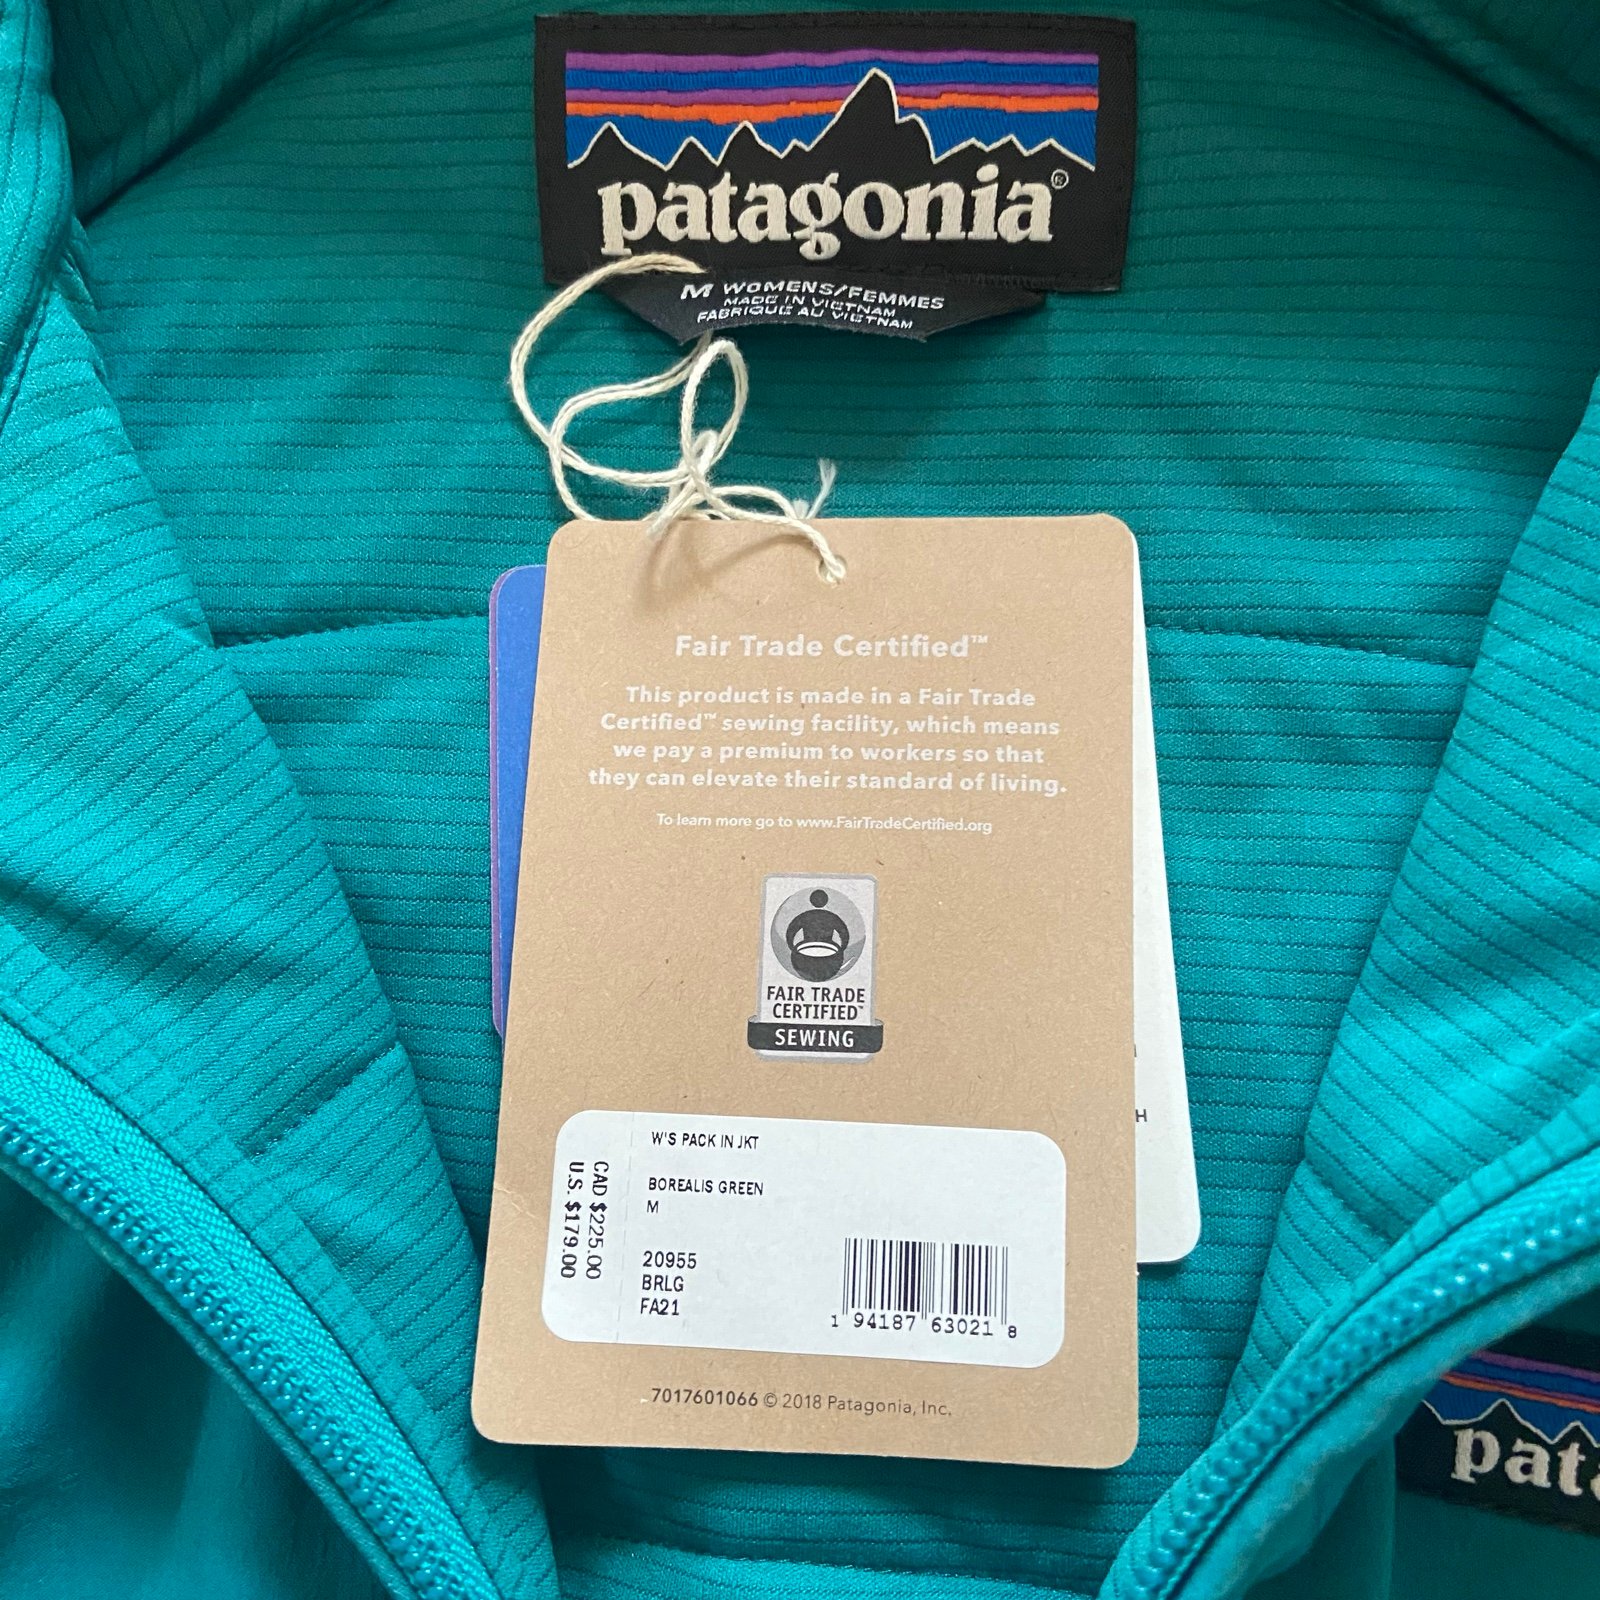 patagonia®
M WOMENS/FEMMES
MADE IN VIETNAM
FABRIQUÉ AU VIETNAM
Fair Trade Certified™
This product is made in a Fair Trade
Certified™ sewing facility, which means
we pay a premium to workers so that
they can elevate their standard of living.
To learn more go to www.FairTradeCertified.org
FAIR TRADE
CERTIFIED™
SEWING
W'S PACK IN JKT
BOREALIS GREEN
M
20955
BRLG
FA21
CAD $225.00
U.S. $179.00
1 94187 63021 8
7017601066 © 2018 Patagonia, Inc.
H
pata